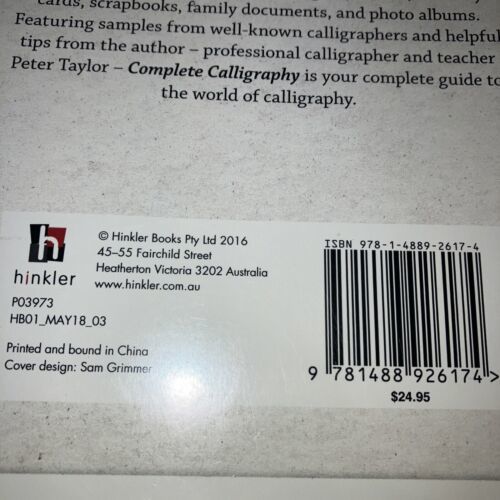 cards, scrapbooks, family documents, and photo albums.
Featuring samples from well-known calligraphers and helpful
tips from the author – professional calligrapher and teacher
Peter Taylor – Complete Calligraphy is your complete guide to
the world of calligraphy.
h
hinkler
© Hinkler Books Pty Ltd 2016
45–55 Fairchild Street
Heatherton Victoria 3202 Australia
www.hinkler.com.au
P03973
HB01_MAY18_03
Printed and bound in China
Cover design: Sam Grimmer
ISBN 978-1-4889-2617-4
9 781488 926174 >
$24.95